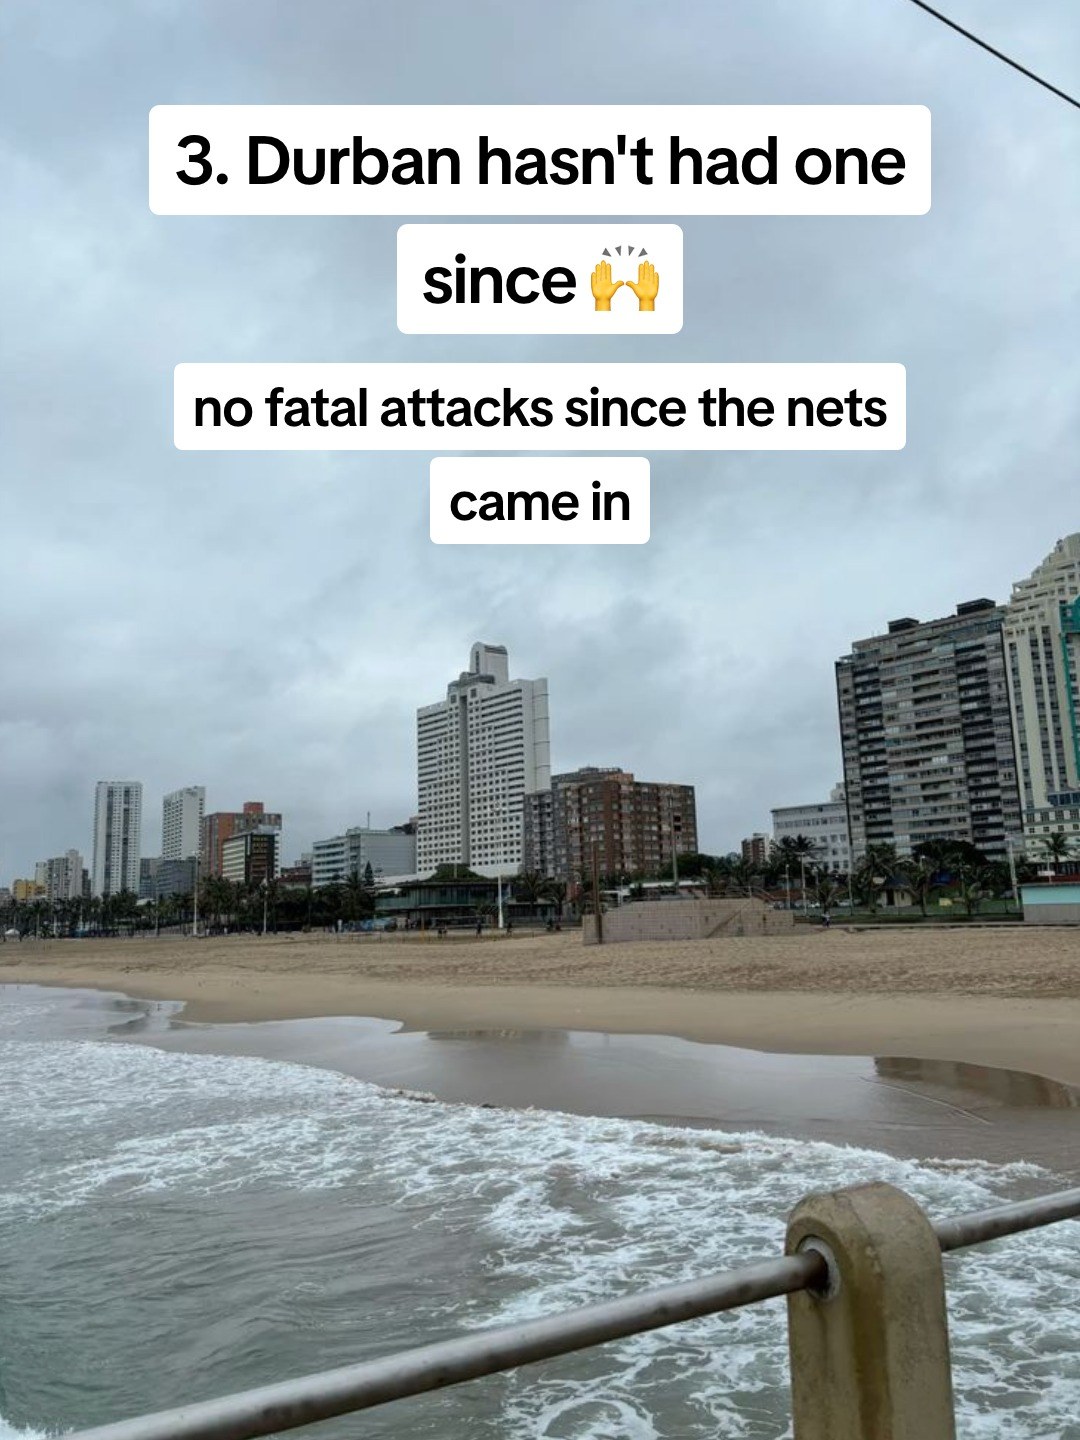 3. Durban hasn't had one
since 🙌
no fatal attacks since the nets
came in